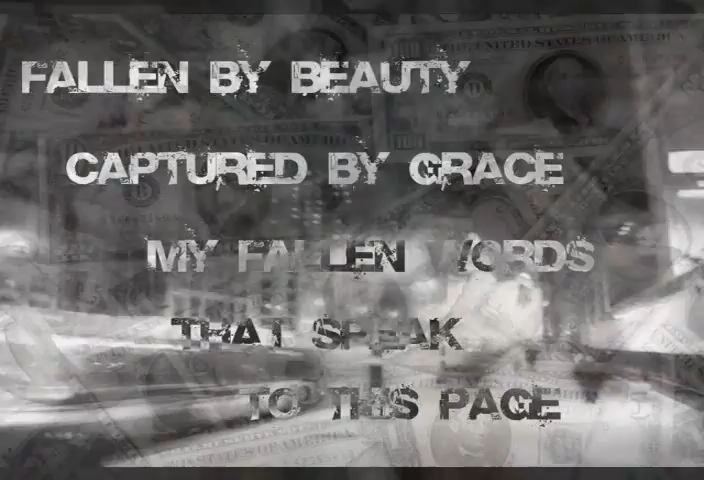 FALLEN BY BEAUTY
CAPTURED BY GRACE
MY FALLEN WORDS
THAT SPEAK
TO THIS PAGE